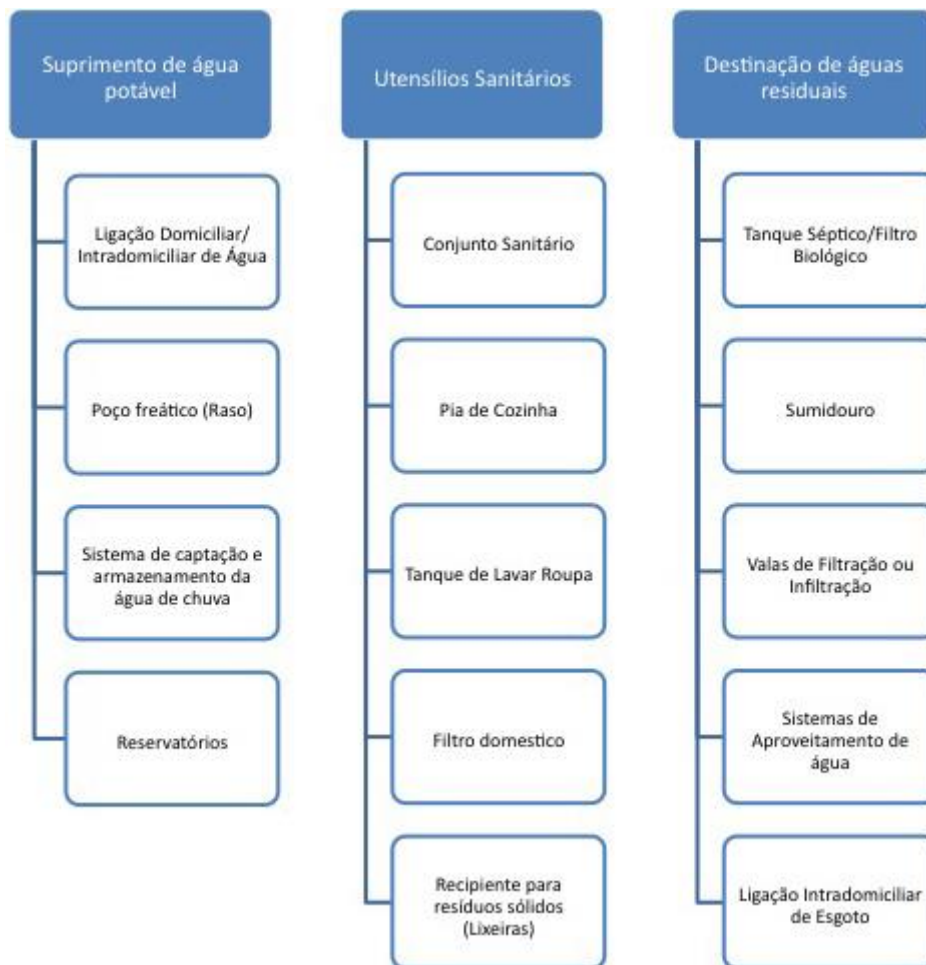 Suprimento de água
potável
Ligação Domiciliar/
Intradomiciliar de Água
Poço freático (Raso)
Sistema de captação e
armazenamento da
água de chuva
Reservatórios
Utensílios Sanitários
Conjunto Sanitário
Pia de Cozinha
Tanque de Lavar Roupa
Filtro domestico
Recipiente para
resíduos sólidos
(Lixeiras)
Destinação de águas
residuais
Tanque Séptico/Filtro
Biológico
Sumidouro
Valas de Filtração ou
Infiltração
Sistemas de
Aproveitamento de
água
Ligação Intradomiciliar
de Esgoto